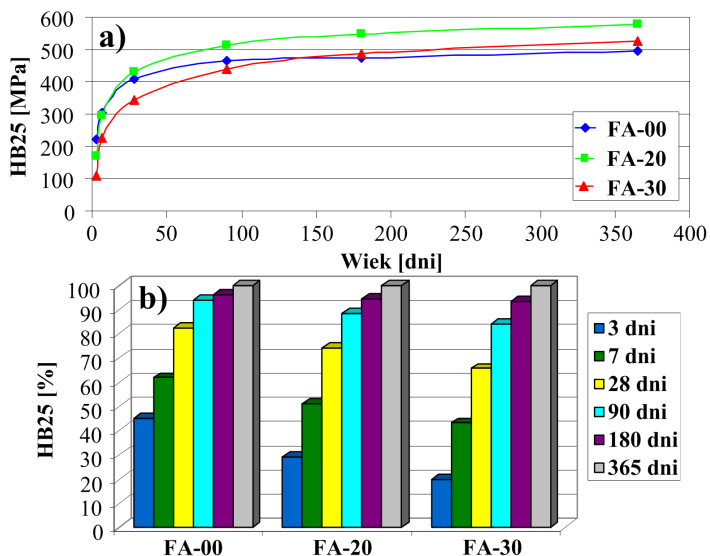 a)
HB25 [MPa]
600
500
400
300
200
100
0
0 50 100 150 200 250 300 350 400
Wiek [dni]
FA-00
FA-20
FA-30
b)
HB25 [%]
100
90
80
70
60
50
40
30
20
10
0
FA-00 FA-20 FA-30
3 dni
7 dni
28 dni
90 dni
180 dni
365 dni